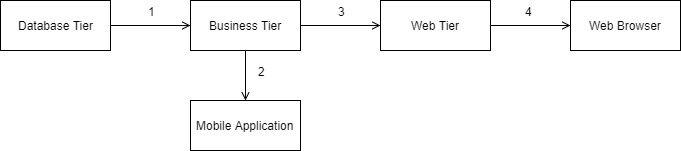 Database Tier
1
Business Tier
3
Web Tier
4
Web Browser
2
Mobile Application